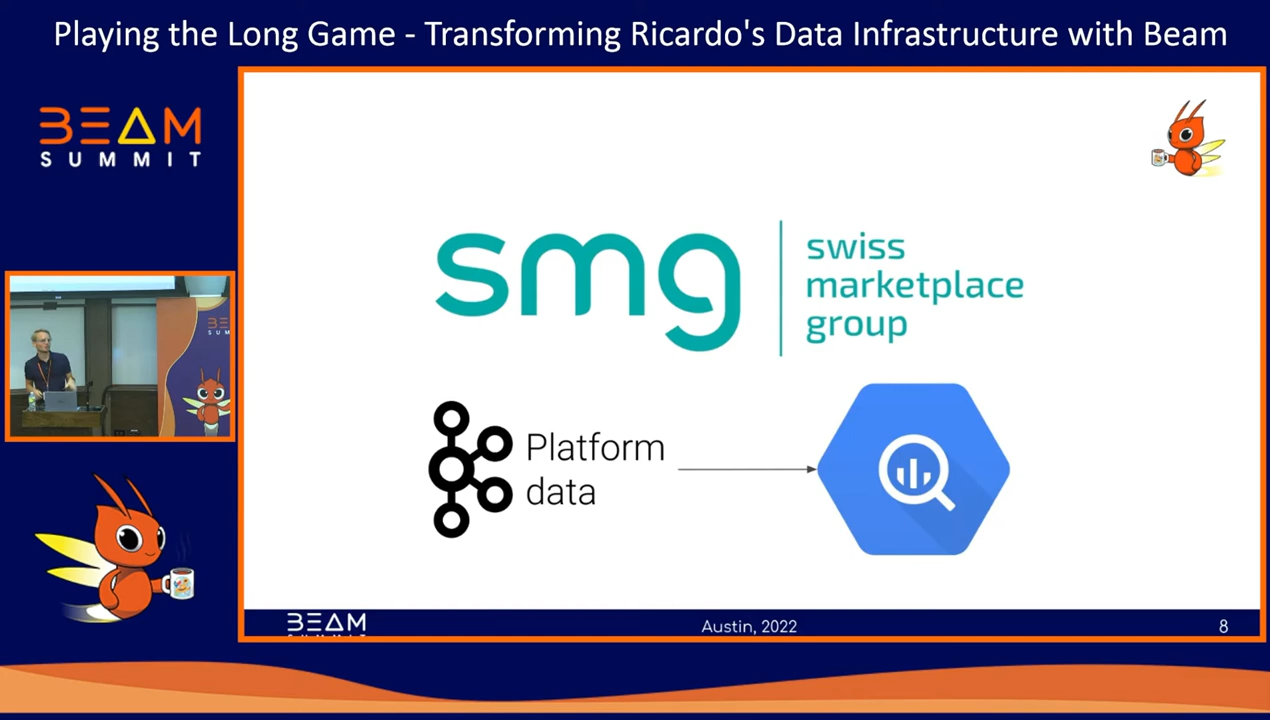 Playing the Long Game - Transforming Ricardo's Data Infrastructure with Beam
BEAM
SUMMIT
smg
swiss
marketplace
group
Platform
data
BEAM
SUMMIT
Austin, 2022
8